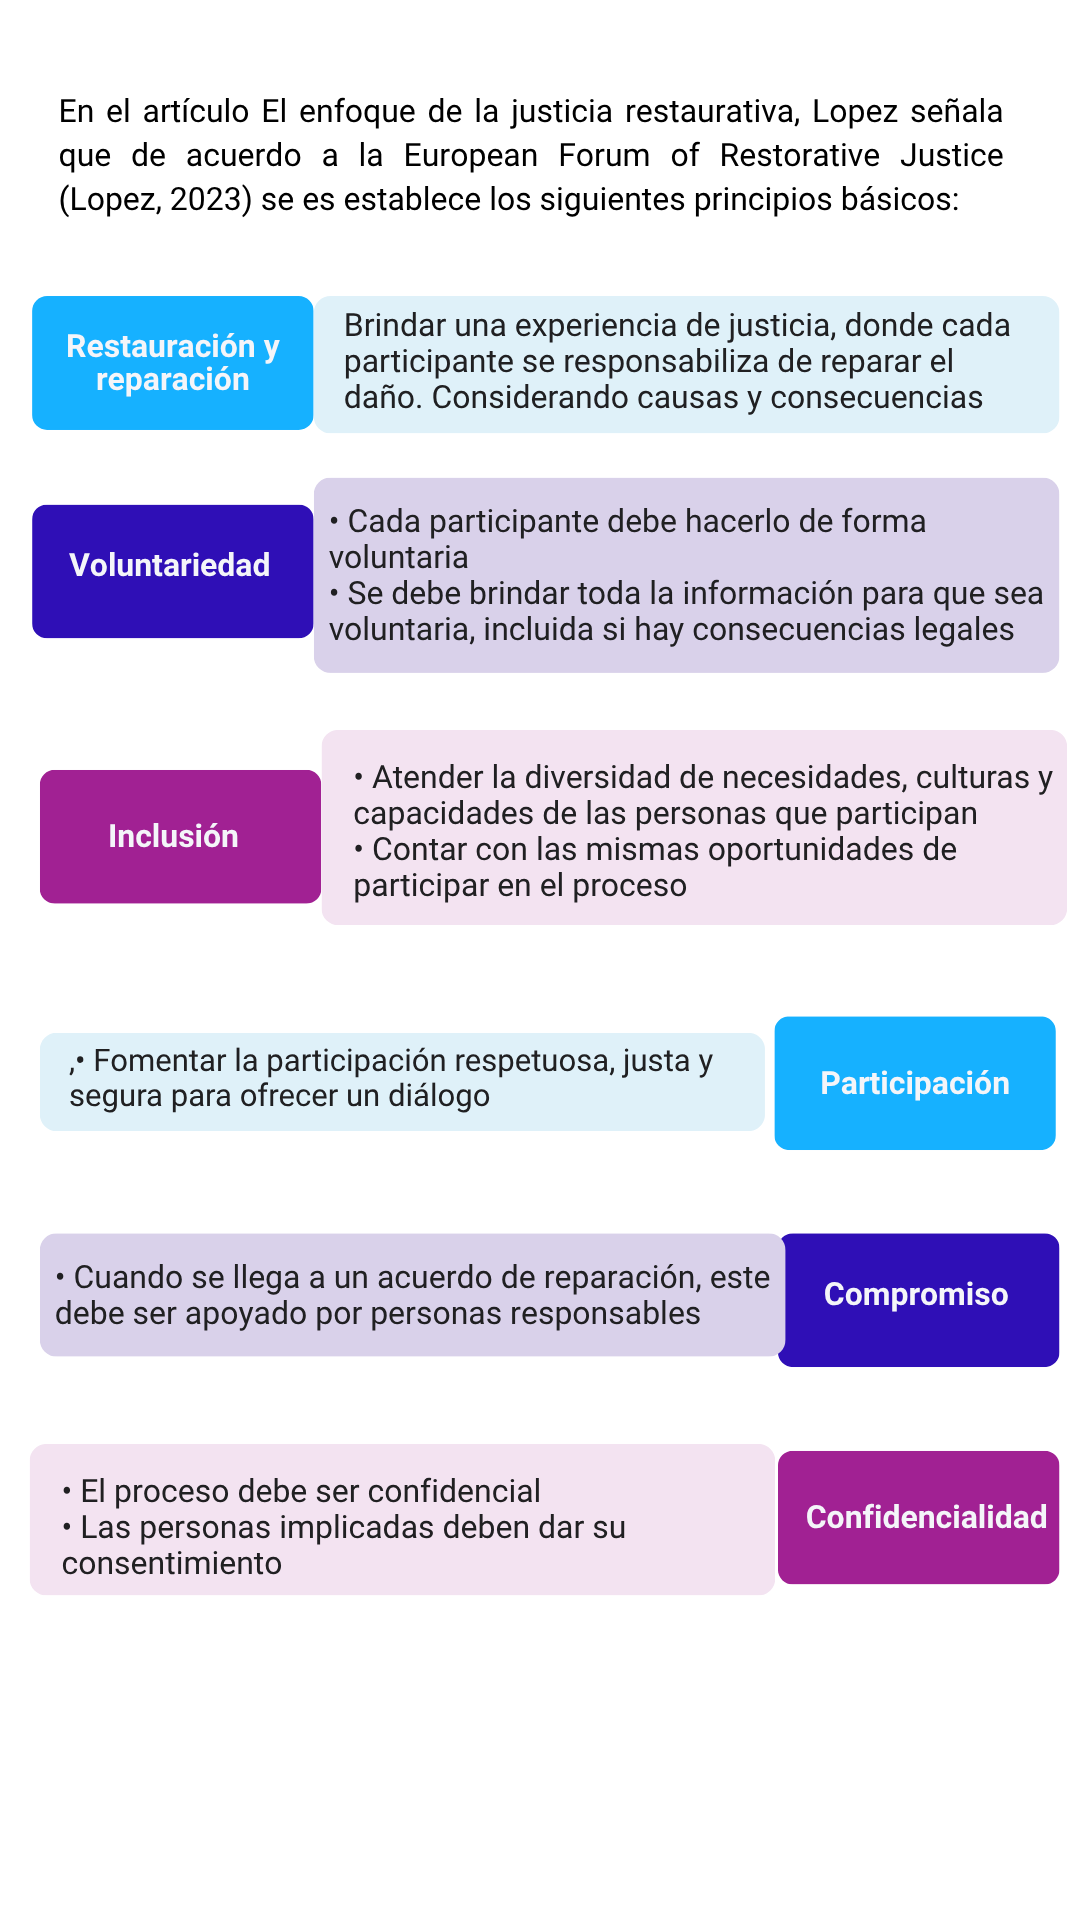 En el artículo El enfoque de la justicia restaurativa, Lopez señala
que de acuerdo a la European Forum of Restorative Justice
(Lopez, 2023) se es establece los siguientes principios básicos:
Restauración y
reparación
Brindar una experiencia de justicia, donde cada
participante se responsabiliza de reparar el
daño. Considerando causas y consecuencias
Voluntariedad
• Cada participante debe hacerlo de forma
voluntaria
• Se debe brindar toda la información para que sea
voluntaria, incluida si hay consecuencias legales
Inclusión
• Atender la diversidad de necesidades, culturas y
capacidades de las personas que participan
• Contar con las mismas oportunidades de
participar en el proceso
,• Fomentar la participación respetuosa, justa y
segura para ofrecer un diálogo
Participación
• Cuando se llega a un acuerdo de reparación, este
debe ser apoyado por personas responsables
Compromiso
• El proceso debe ser confidencial
• Las personas implicadas deben dar su
consentimiento
Confidencialidad